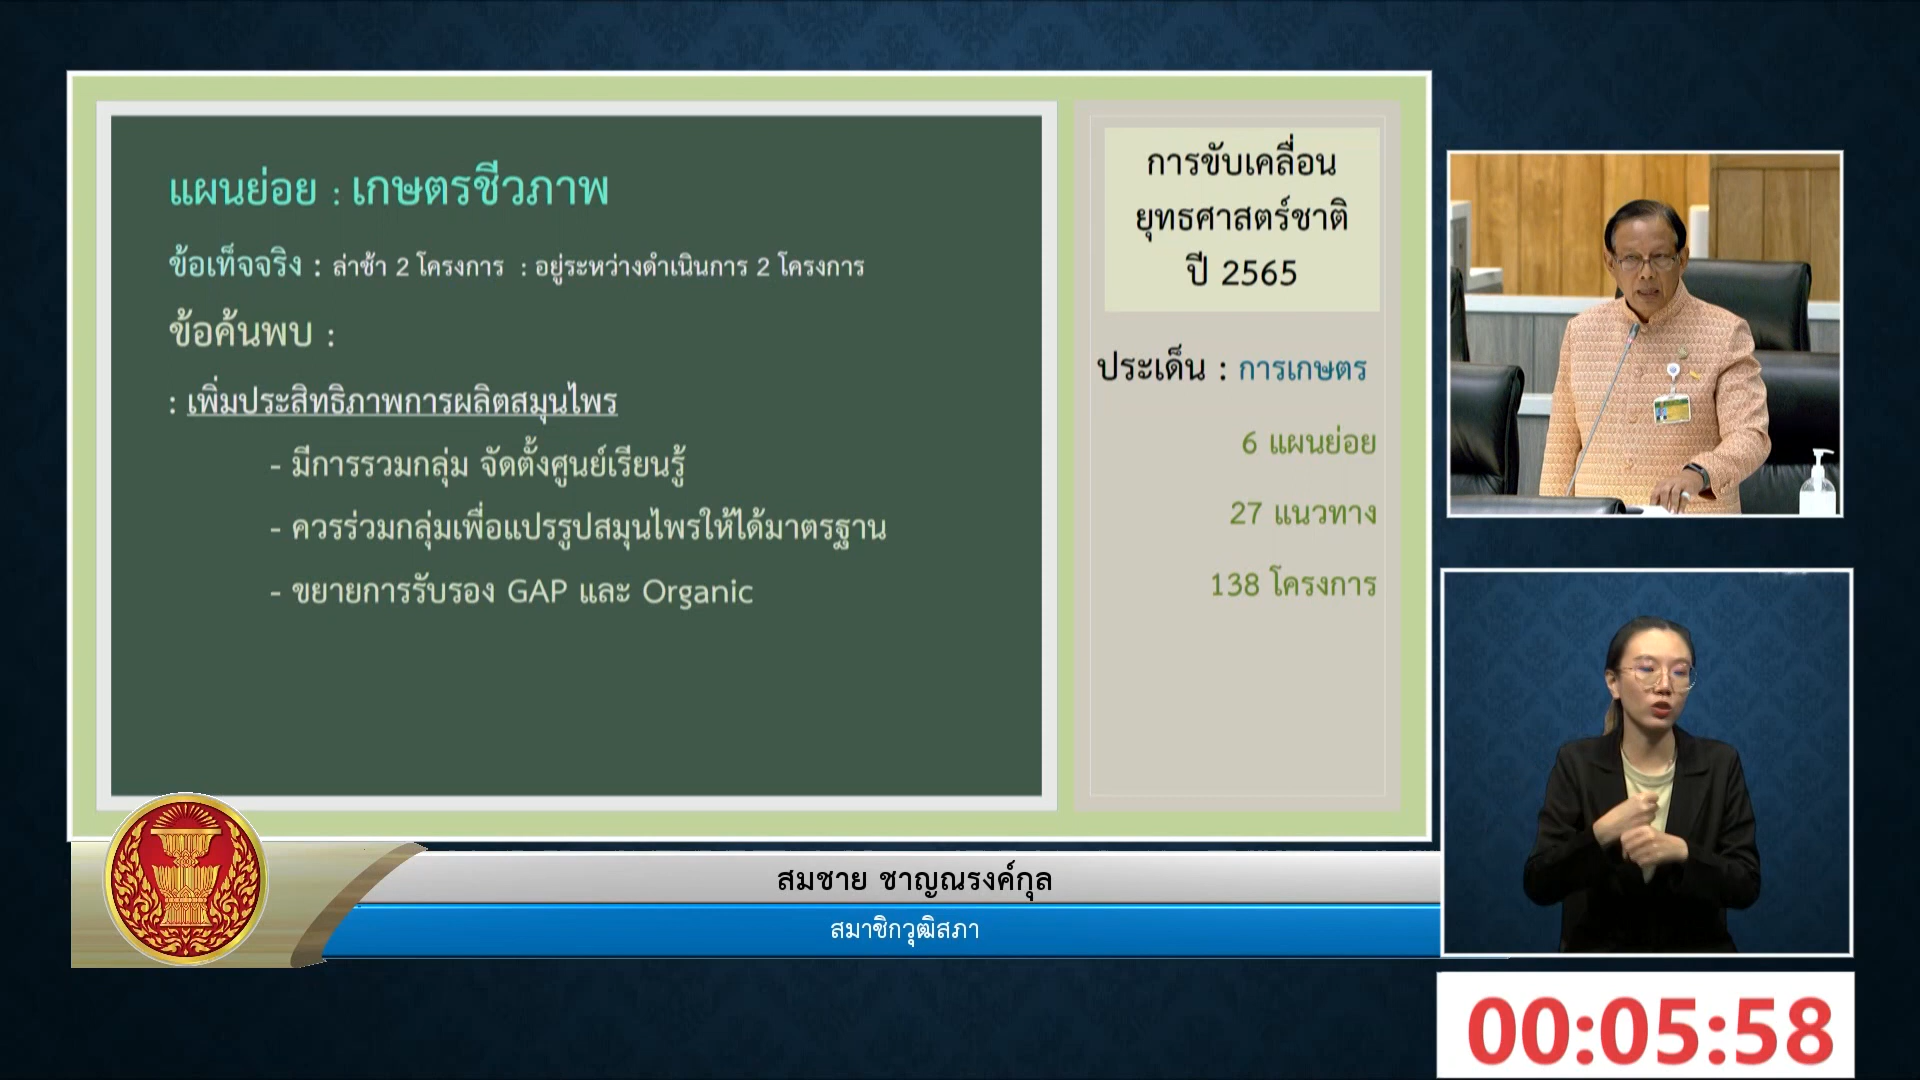 แผนย่อย : เกษตรชีวภาพ
ข้อเท็จจริง : ล่าช้า 2 โครงการ : อยู่ระหว่างดำเนินการ 2 โครงการ
ข้อค้นพบ :
: เพิ่มประสิทธิภาพการผลิตสมุนไพร
- มีการรวมกลุ่ม จัดตั้งศูนย์เรียนรู้
- ควรร่วมกลุ่มเพื่อแปรรูปสมุนไพรให้ได้มาตรฐาน
- ขยายการรับรอง GAP และ Organic
การขับเคลื่อน
ยุทธศาสตร์ชาติ
ปี 2565
ประเด็น : การเกษตร
6 แผนย่อย
27 แนวทาง
138 โครงการ
สมชาย ชาญณรงค์กุล
สมาชิกวุฒิสภา
00:05:58